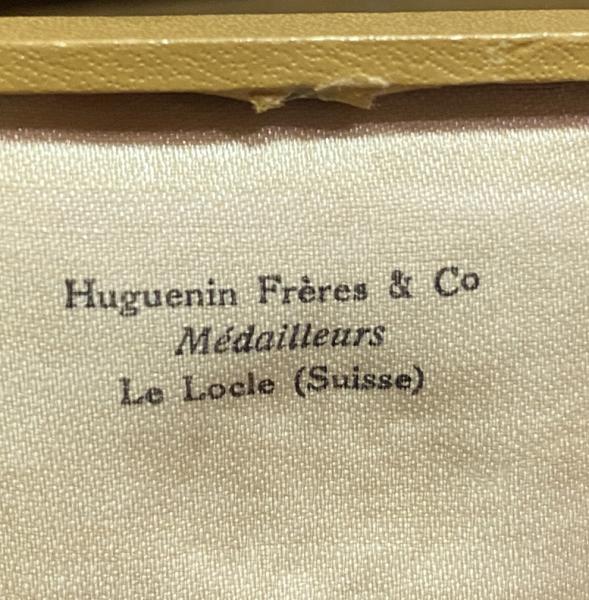 Huguenin Frères & Co
Médailleurs
Le Locle (Suisse)